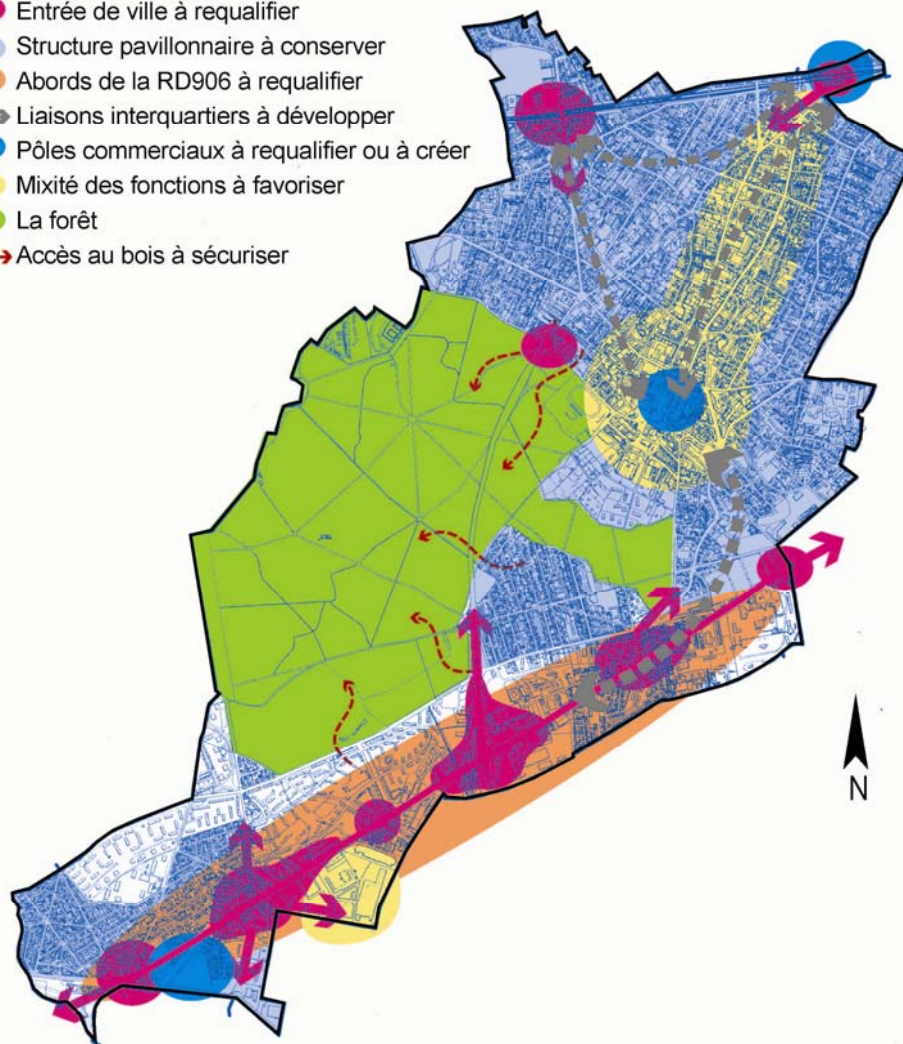 Entrée de ville à requalifier
Structure pavillonnaire à conserver
Abords de la RD906 à requalifier
Liaisons interquartiers à développer
Pôles commerciaux à requalifier ou à créer
Mixité des fonctions à favoriser
La forêt
Accès au bois à sécuriser
N